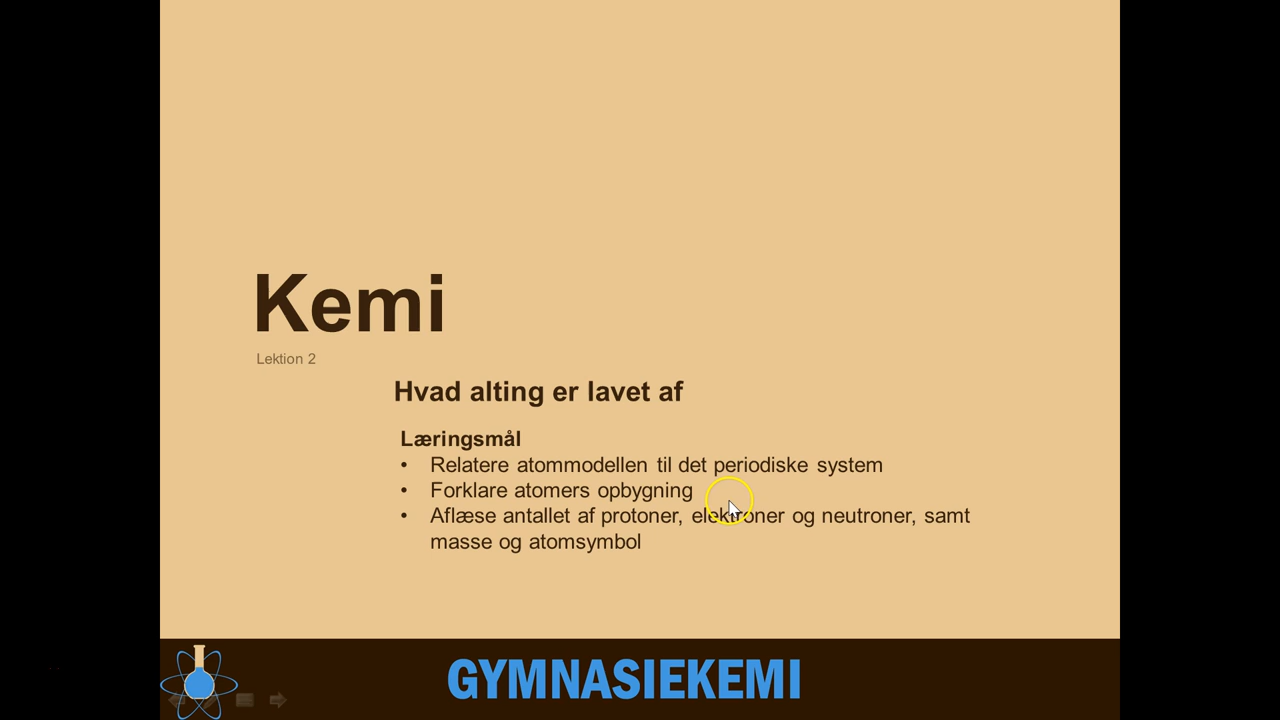 Kemi
Lektion 2
Hvad alting er lavet af
Læringsmål
• Relatere atommodellen til det periodiske system
• Forklare atomers opbygning
• Aflæse antallet af protoner, elektroner og neutroner, samt
masse og atomsymbol
GYMNASIEKEMI